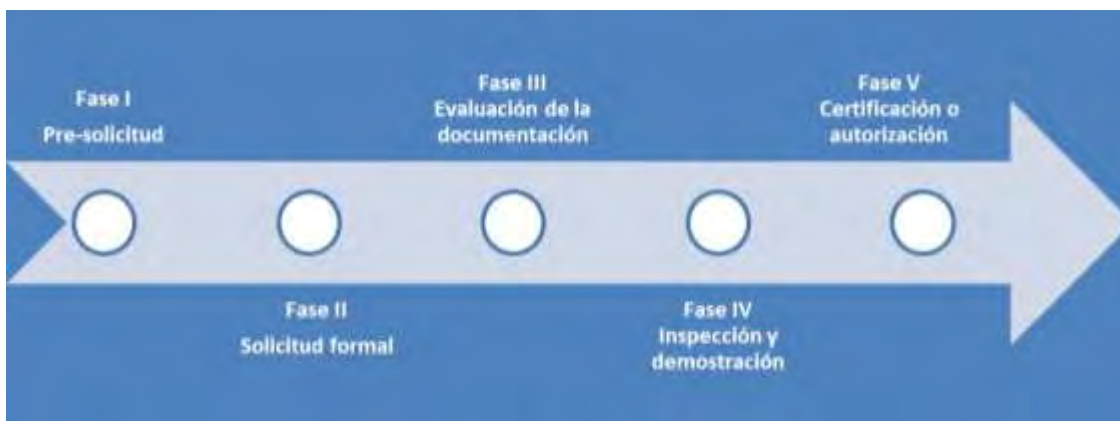 Fase I
Pre-solicitud
Fase II
Solicitud formal
Fase III
Evaluación de la
documentación
Fase IV
Inspección y
demostración
Fase V
Certificación o
autorización